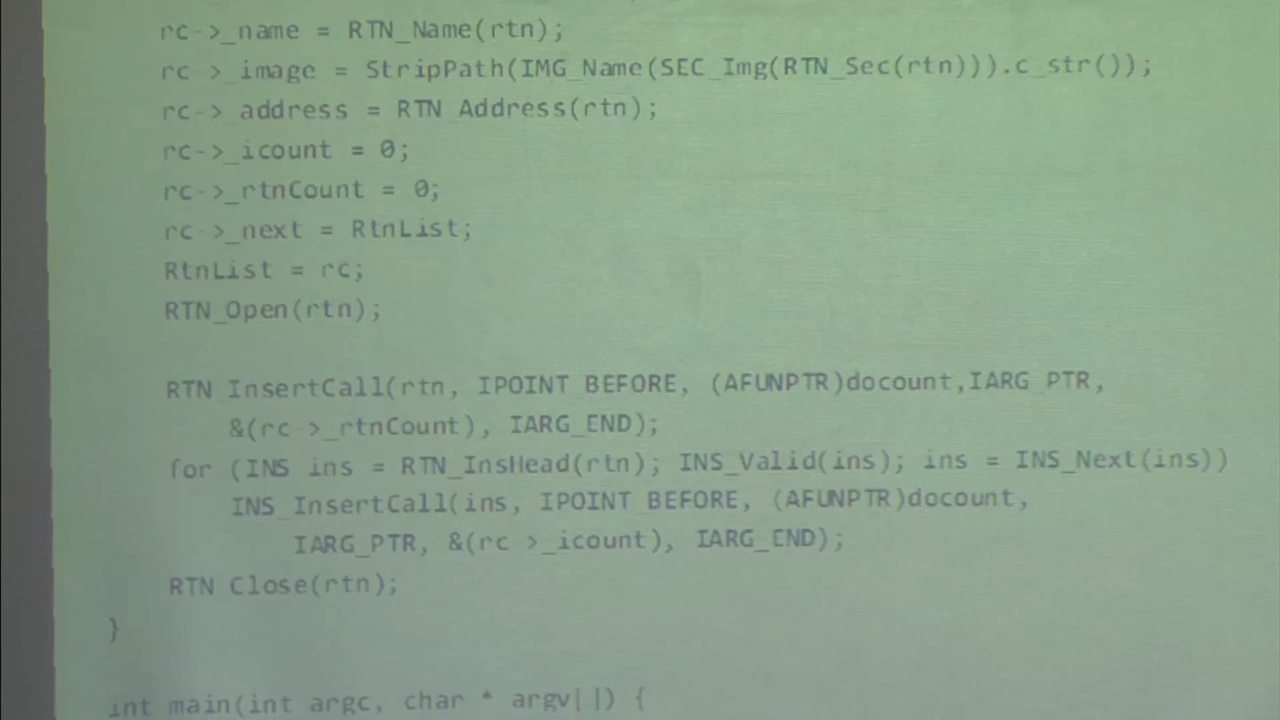 rc->_name = RTN_Name(rtn);
rc->_image = StripPath(IMG_Name(SEC_Img(RTN_Sec(rtn))).c_str());
rc->_address = RTN_Address(rtn);
rc->_icount = 0;
rc->_rtnCount = 0;
rc->_next = RtnList;
RtnList = rc;
RTN_Open(rtn);
RTN_InsertCall(rtn, IPOINT_BEFORE, (AFUNPTR)docount,IARG_PTR,
&(rc->_rtnCount), IARG_END);
for (INS ins = RTN_InsHead(rtn); INS_Valid(ins); ins = INS_Next(ins))
INS_InsertCall(ins, IPOINT_BEFORE, (AFUNPTR)docount,
IARG_PTR, &(rc->_icount), IARG_END);
RTN_Close(rtn);
}
int main(int argc, char * argv[]) {